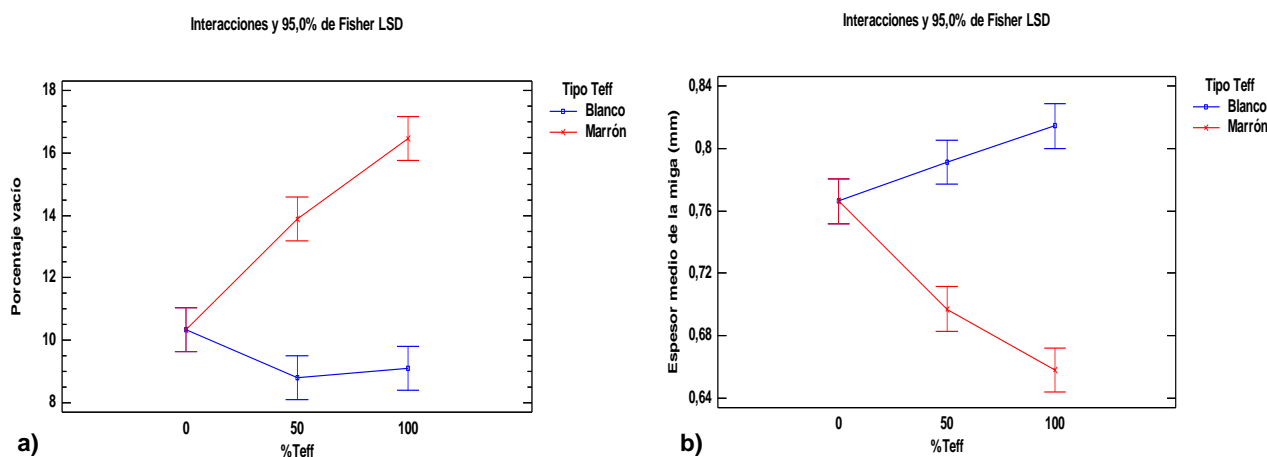 Interacciones y 95,0% de Fisher LSD
Porcentaje vacío
18
16
14
12
10
8
0
50
100
%Teff
Tipo Teff
Blanco
Marrón
a)
Interacciones y 95,0% de Fisher LSD
Espesor medio de la miga (mm)
0,84
0,8
0,76
0,72
0,68
0,64
0
50
100
%Teff
Tipo Teff
Blanco
Marrón
b)